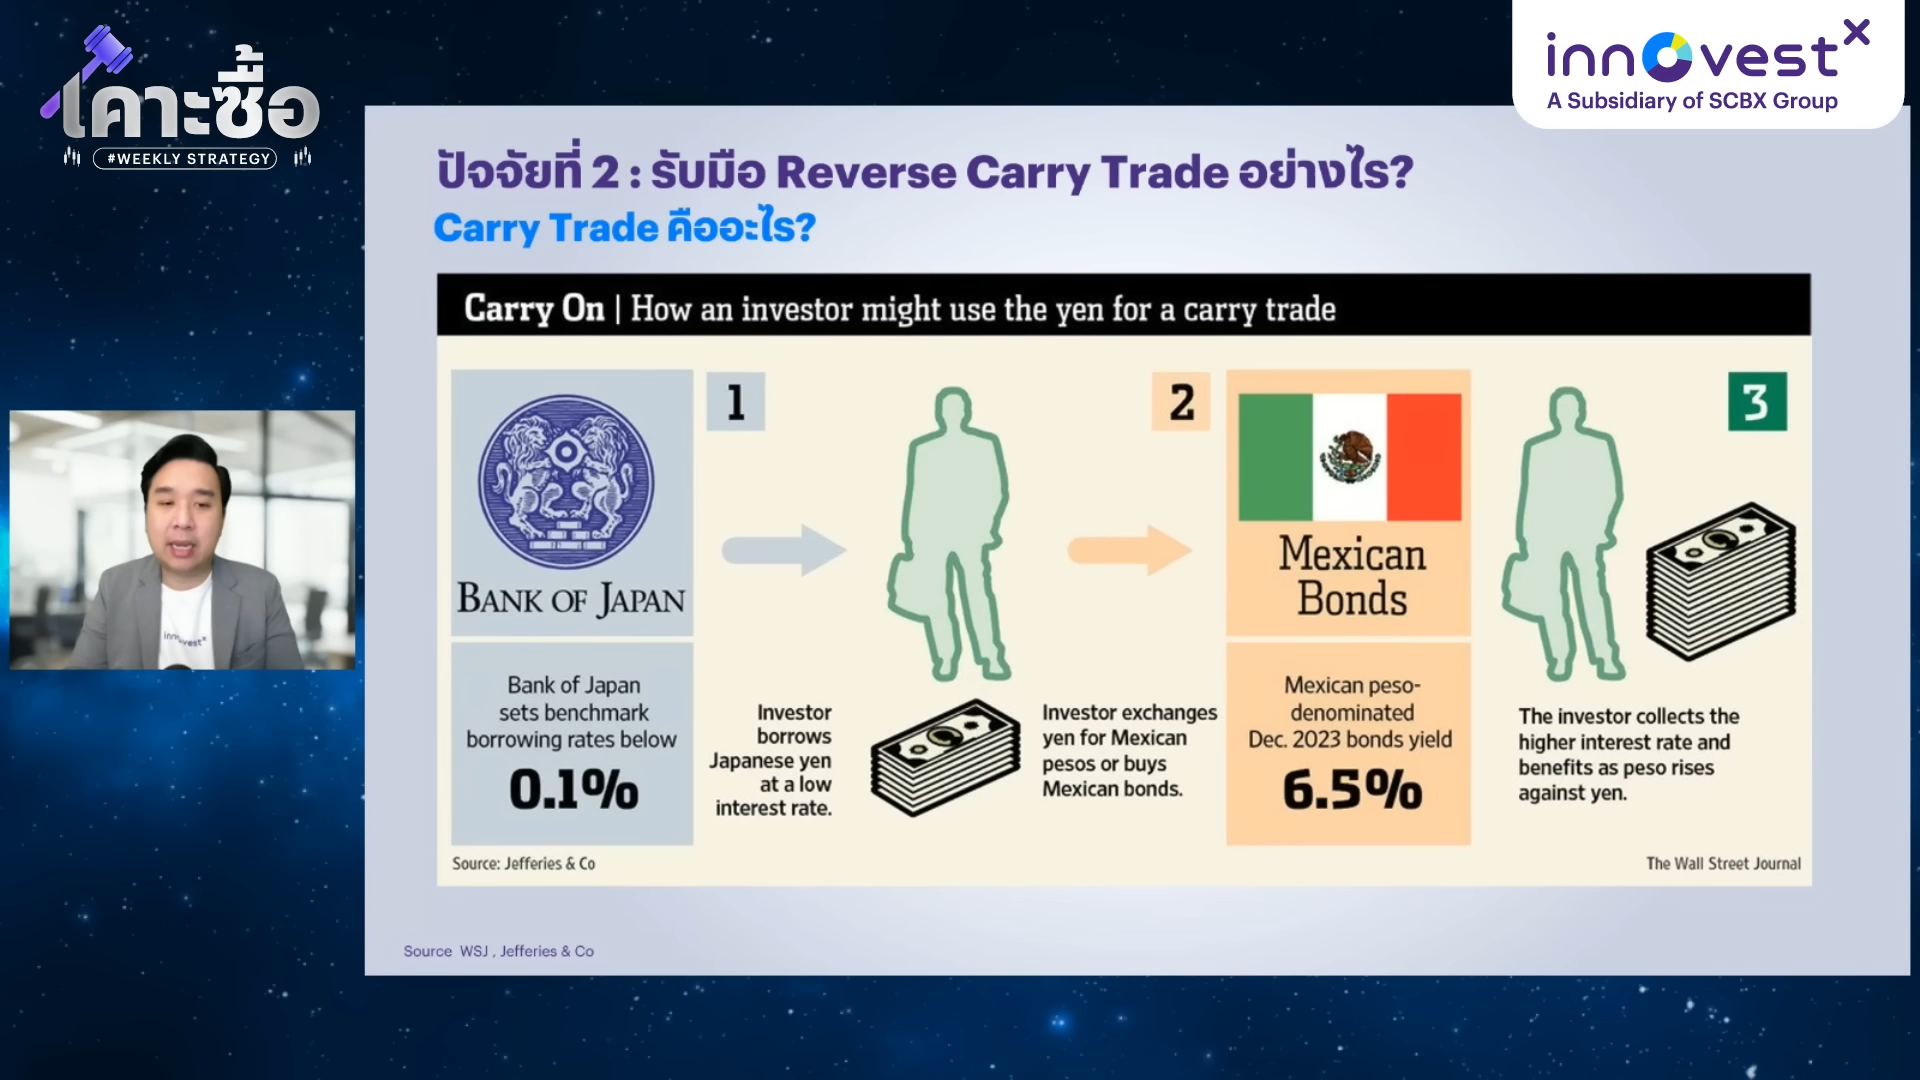 เคาะซื้อ
#WEEKLY STRATEGY
innovestx
A Subsidiary of SCBX Group
ปัจจัยที่ 2 : รับมือ Reverse Carry Trade อย่างไร?
Carry Trade คืออะไร?
Carry On | How an investor might use the yen for a carry trade
1
2
3
BANK OF JAPAN
Mexican
Bonds
Bank of Japan
sets benchmark
borrowing rates below
0.1%
Investor
borrows
Japanese yen
at a low
interest rate.
Investor exchanges
yen for Mexican
pesos or buys
Mexican bonds.
Mexican peso-
denominated
Dec. 2023 bonds yield
6.5%
The investor collects the
higher interest rate and
benefits as peso rises
against yen.
Source: Jefferies & Co
The Wall Street Journal
Source WSJ , Jefferies & Co
innovestx